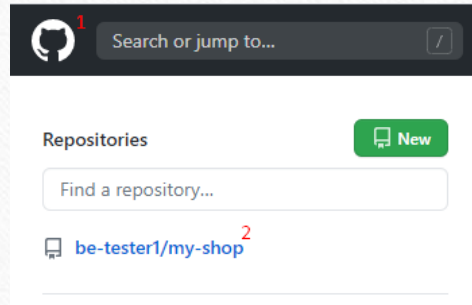 1
Search or jump to... /
Repositories New
Find a repository...
be-tester1/my-shop 2